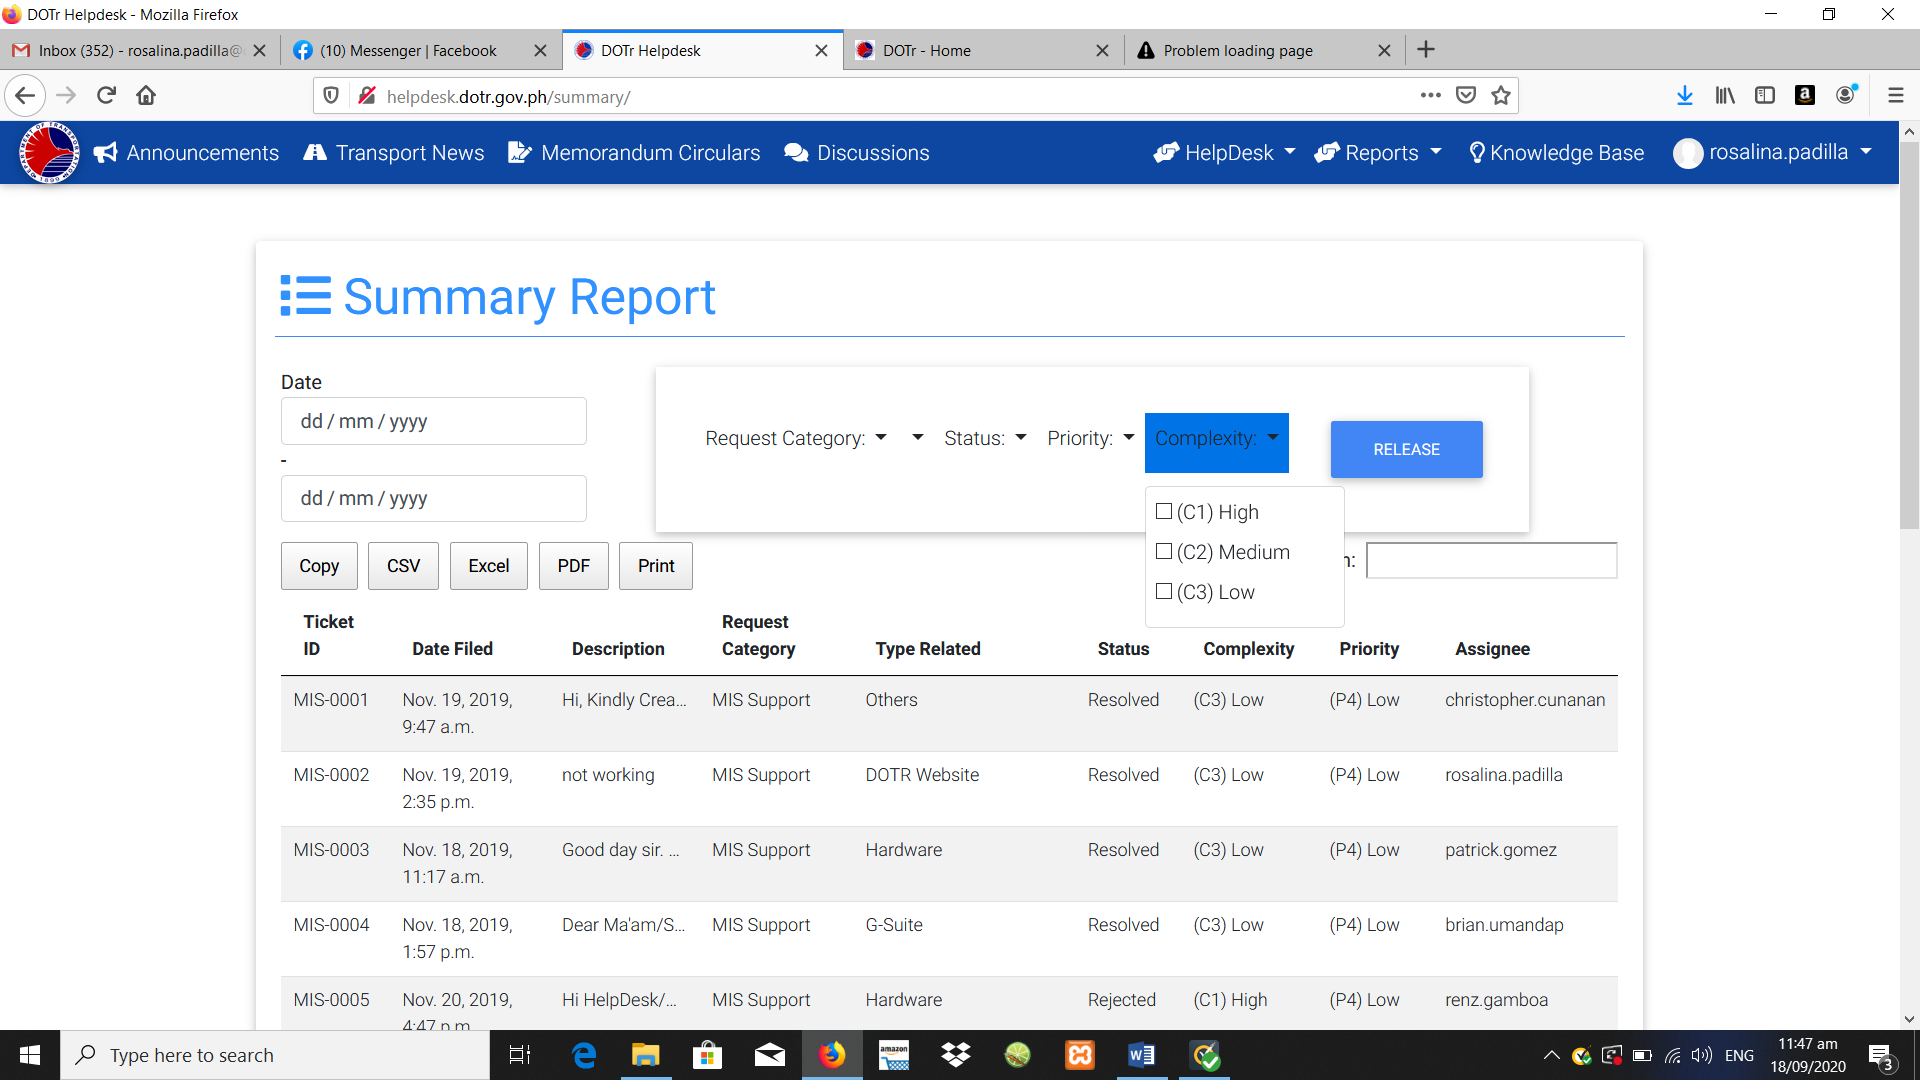 DOTr Helpdesk - Mozilla Firefox
Inbox (352) - rosalina.padilla@
(10) Messenger | Facebook
DOTr Helpdesk
DOTr - Home
Problem loading page
helpdesk.dotr.gov.ph/summary/
Announcements
Transport News
Memorandum Circulars
Discussions
HelpDesk
Reports
Knowledge Base
rosalina.padilla
Summary Report
Date
dd / mm / yyyy
-
dd / mm / yyyy
Request Category:
Status:
Priority:
Complexity:
RELEASE
(C1) High
(C2) Medium
(C3) Low
Copy CSV Excel PDF Print
Ticket ID Date Filed Description Request Category Type Related Status Complexity Priority Assignee
MIS-0001 Nov. 19, 2019, 9:47 a.m. Hi, Kindly Crea... MIS Support Others Resolved (C3) Low (P4) Low christopher.cunanan
MIS-0002 Nov. 19, 2019, 2:35 p.m. not working MIS Support DOTR Website Resolved (C3) Low (P4) Low rosalina.padilla
MIS-0003 Nov. 18, 2019, 11:17 a.m. Good day sir. ... MIS Support Hardware Resolved (C3) Low (P4) Low patrick.gomez
MIS-0004 Nov. 18, 2019, 1:57 p.m. Dear Ma'am/S... MIS Support G-Suite Resolved (C3) Low (P4) Low brian.umandap
MIS-0005 Nov. 20, 2019, 4:47 p.m. Hi HelpDesk/... MIS Support Hardware Rejected (C1) High (P4) Low renz.gamboa
Type here to search
amazon
ENG
11:47 am
18/09/2020
3